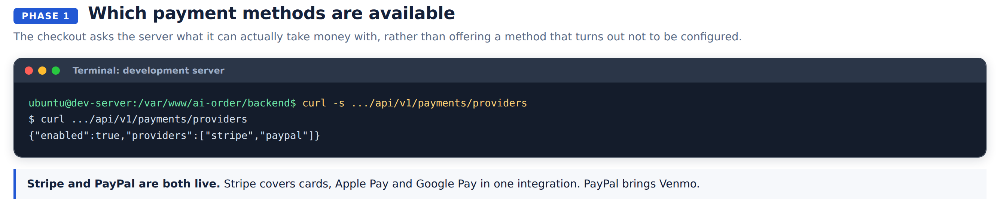 PHASE 1 Which payment methods are available
The checkout asks the server what it can actually take money with, rather than offering a method that turns out not to be configured.
Terminal: development server
ubuntu@dev-server:/var/www/ai-order/backend$ curl -s .../api/v1/payments/providers
$ curl .../api/v1/payments/providers
{"enabled":true,"providers":["stripe","paypal"]}
Stripe and PayPal are both live. Stripe covers cards, Apple Pay and Google Pay in one integration. PayPal brings Venmo.